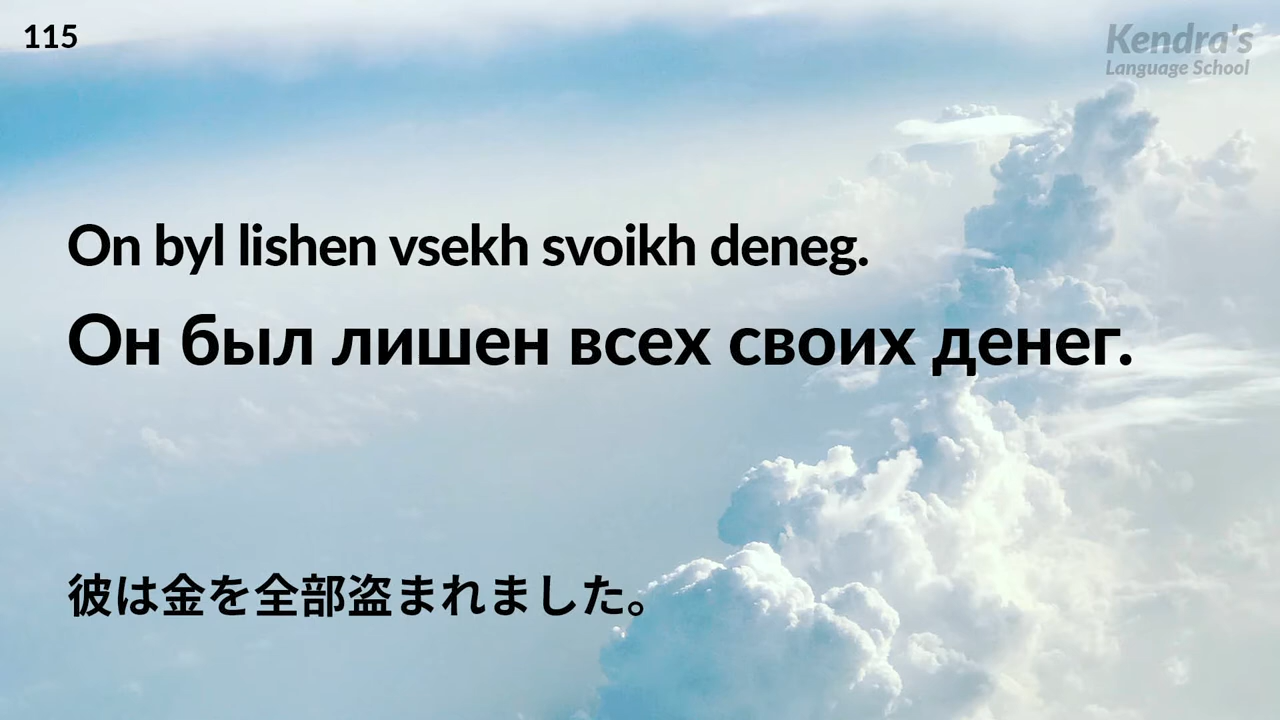 115
Kendra's
Language School
On byl lishen vsekh svoikh deneg.
Он был лишен всех своих денег.
彼は金を全部盗まれました。